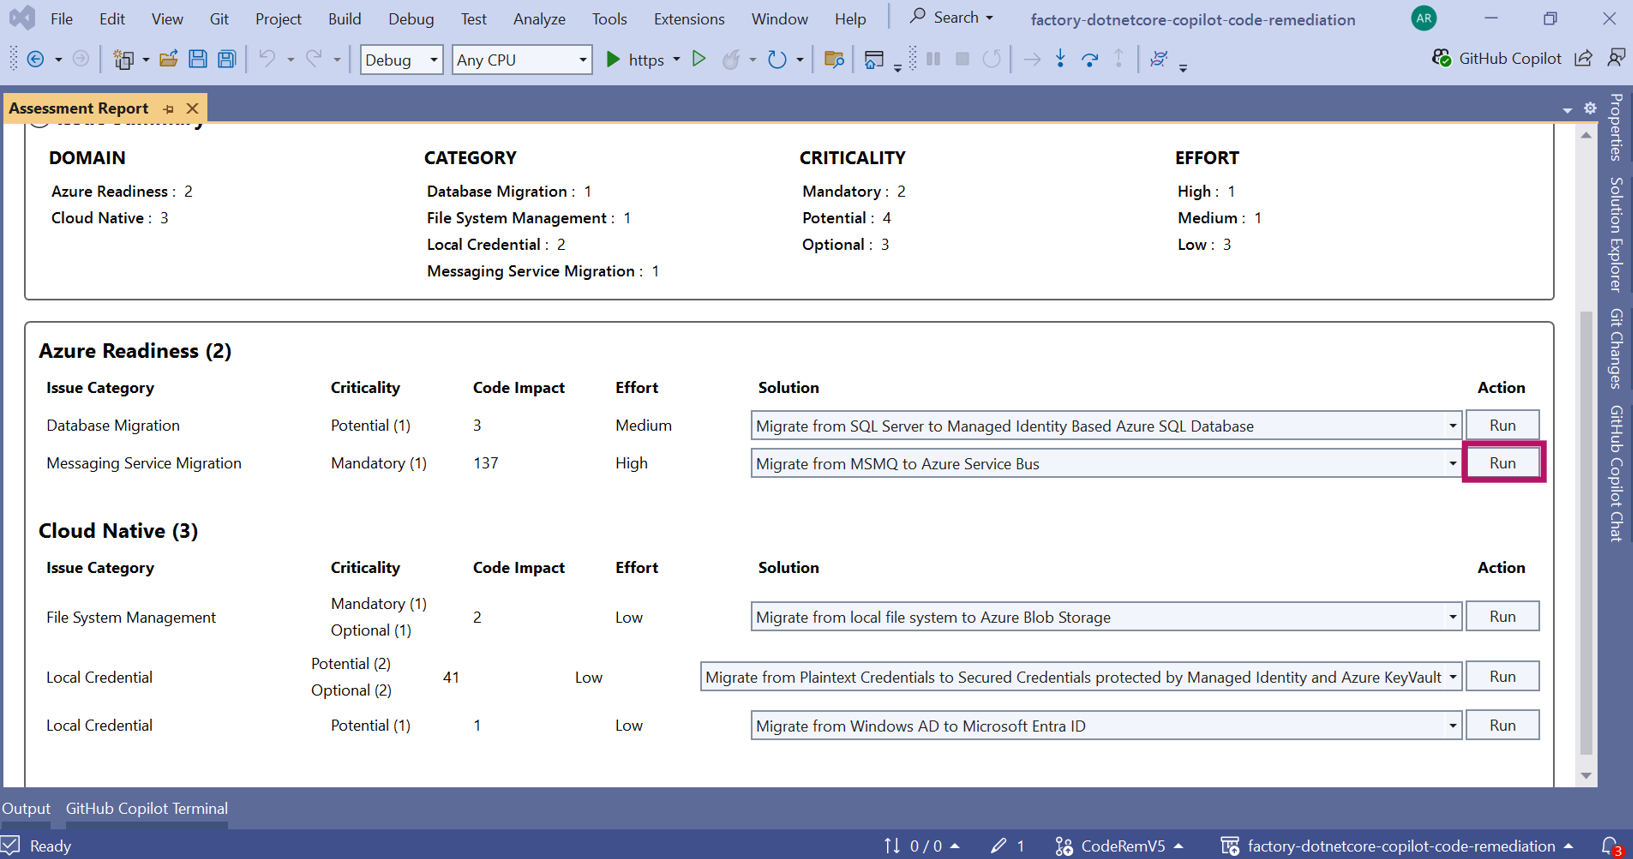 File Edit View Git Project Build Debug Test Analyze Tools Extensions Window Help Search factory-dotnetcore-copilot-code-remediation AR
Debug Any CPU https GitHub Copilot
Assessment Report
Issue Summary
DOMAIN CATEGORY CRITICALITY EFFORT
Azure Readiness : 2 Database Migration : 1 Mandatory : 2 High : 1
Cloud Native : 3 File System Management : 1 Potential : 4 Medium : 1
Local Credential : 2 Optional : 3 Low : 3
Messaging Service Migration : 1
Azure Readiness (2)
Issue Category Criticality Code Impact Effort Solution Action
Database Migration Potential (1) 3 Medium Migrate from SQL Server to Managed Identity Based Azure SQL Database Run
Messaging Service Migration Mandatory (1) 137 High Migrate from MSMQ to Azure Service Bus Run
Cloud Native (3)
Issue Category Criticality Code Impact Effort Solution Action
File System Management Mandatory (1) 2 Low Migrate from local file system to Azure Blob Storage Run
Optional (1)
Local Credential Potential (2) 41 Low Migrate from Plaintext Credentials to Secured Credentials protected by Managed Identity and Azure KeyVault Run
Optional (2)
Local Credential Potential (1) 1 Low Migrate from Windows AD to Microsoft Entra ID Run
Properties
Solution Explorer
Git Changes
GitHub Copilot Chat
Output GitHub Copilot Terminal
Ready 0 / 0 1 CodeRemV5 factory-dotnetcore-copilot-code-remediation 3